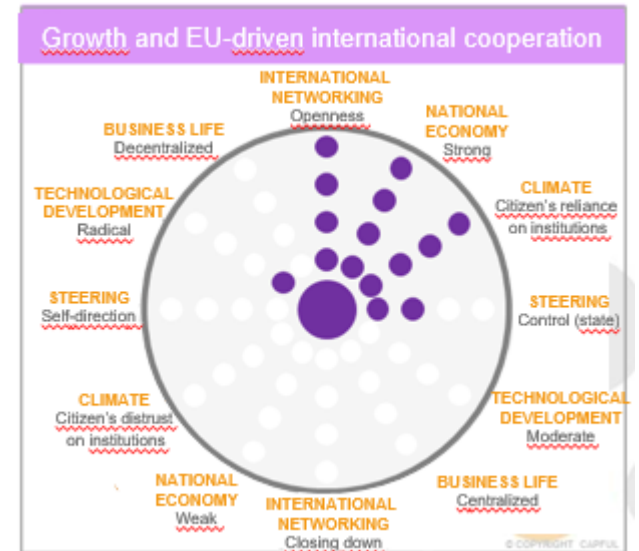 Growth and EU-driven international cooperation
INTERNATIONAL
NETWORKING
Openness
NATIONAL
ECONOMY
Strong
CLIMATE
Citizen's reliance
on institutions
STEERING
Control (state)
TECHNOLOGICAL
DEVELOPMENT
Moderate
BUSINESS LIFE
Centralized
INTERNATIONAL
NETWORKING
Closing down
NATIONAL
ECONOMY
Weak
CLIMATE
Citizen's distrust
on institutions
STEERING
Self-direction
TECHNOLOGICAL
DEVELOPMENT
Radical
BUSINESS LIFE
Decentralized
© COPYRIGHT CAPFUL